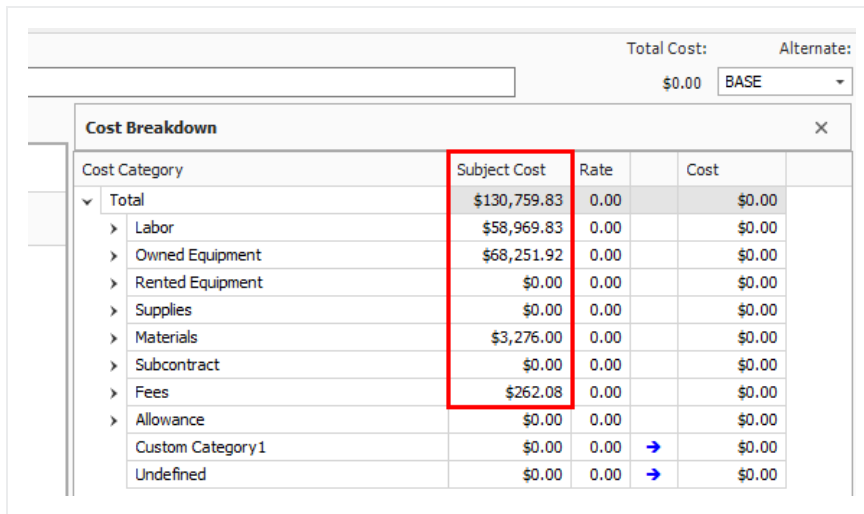 Total Cost: Alternate:
$0.00 BASE
Cost Breakdown
Cost Category Subject Cost Rate Cost
Total $130,759.83 0.00 $0.00
Labor $58,969.83 0.00 $0.00
Owned Equipment $68,251.92 0.00 $0.00
Rented Equipment $0.00 0.00 $0.00
Supplies $0.00 0.00 $0.00
Materials $3,276.00 0.00 $0.00
Subcontract $0.00 0.00 $0.00
Fees $262.08 0.00 $0.00
Allowance $0.00 0.00 $0.00
Custom Category1 $0.00 0.00 $0.00
Undefined $0.00 0.00 $0.00